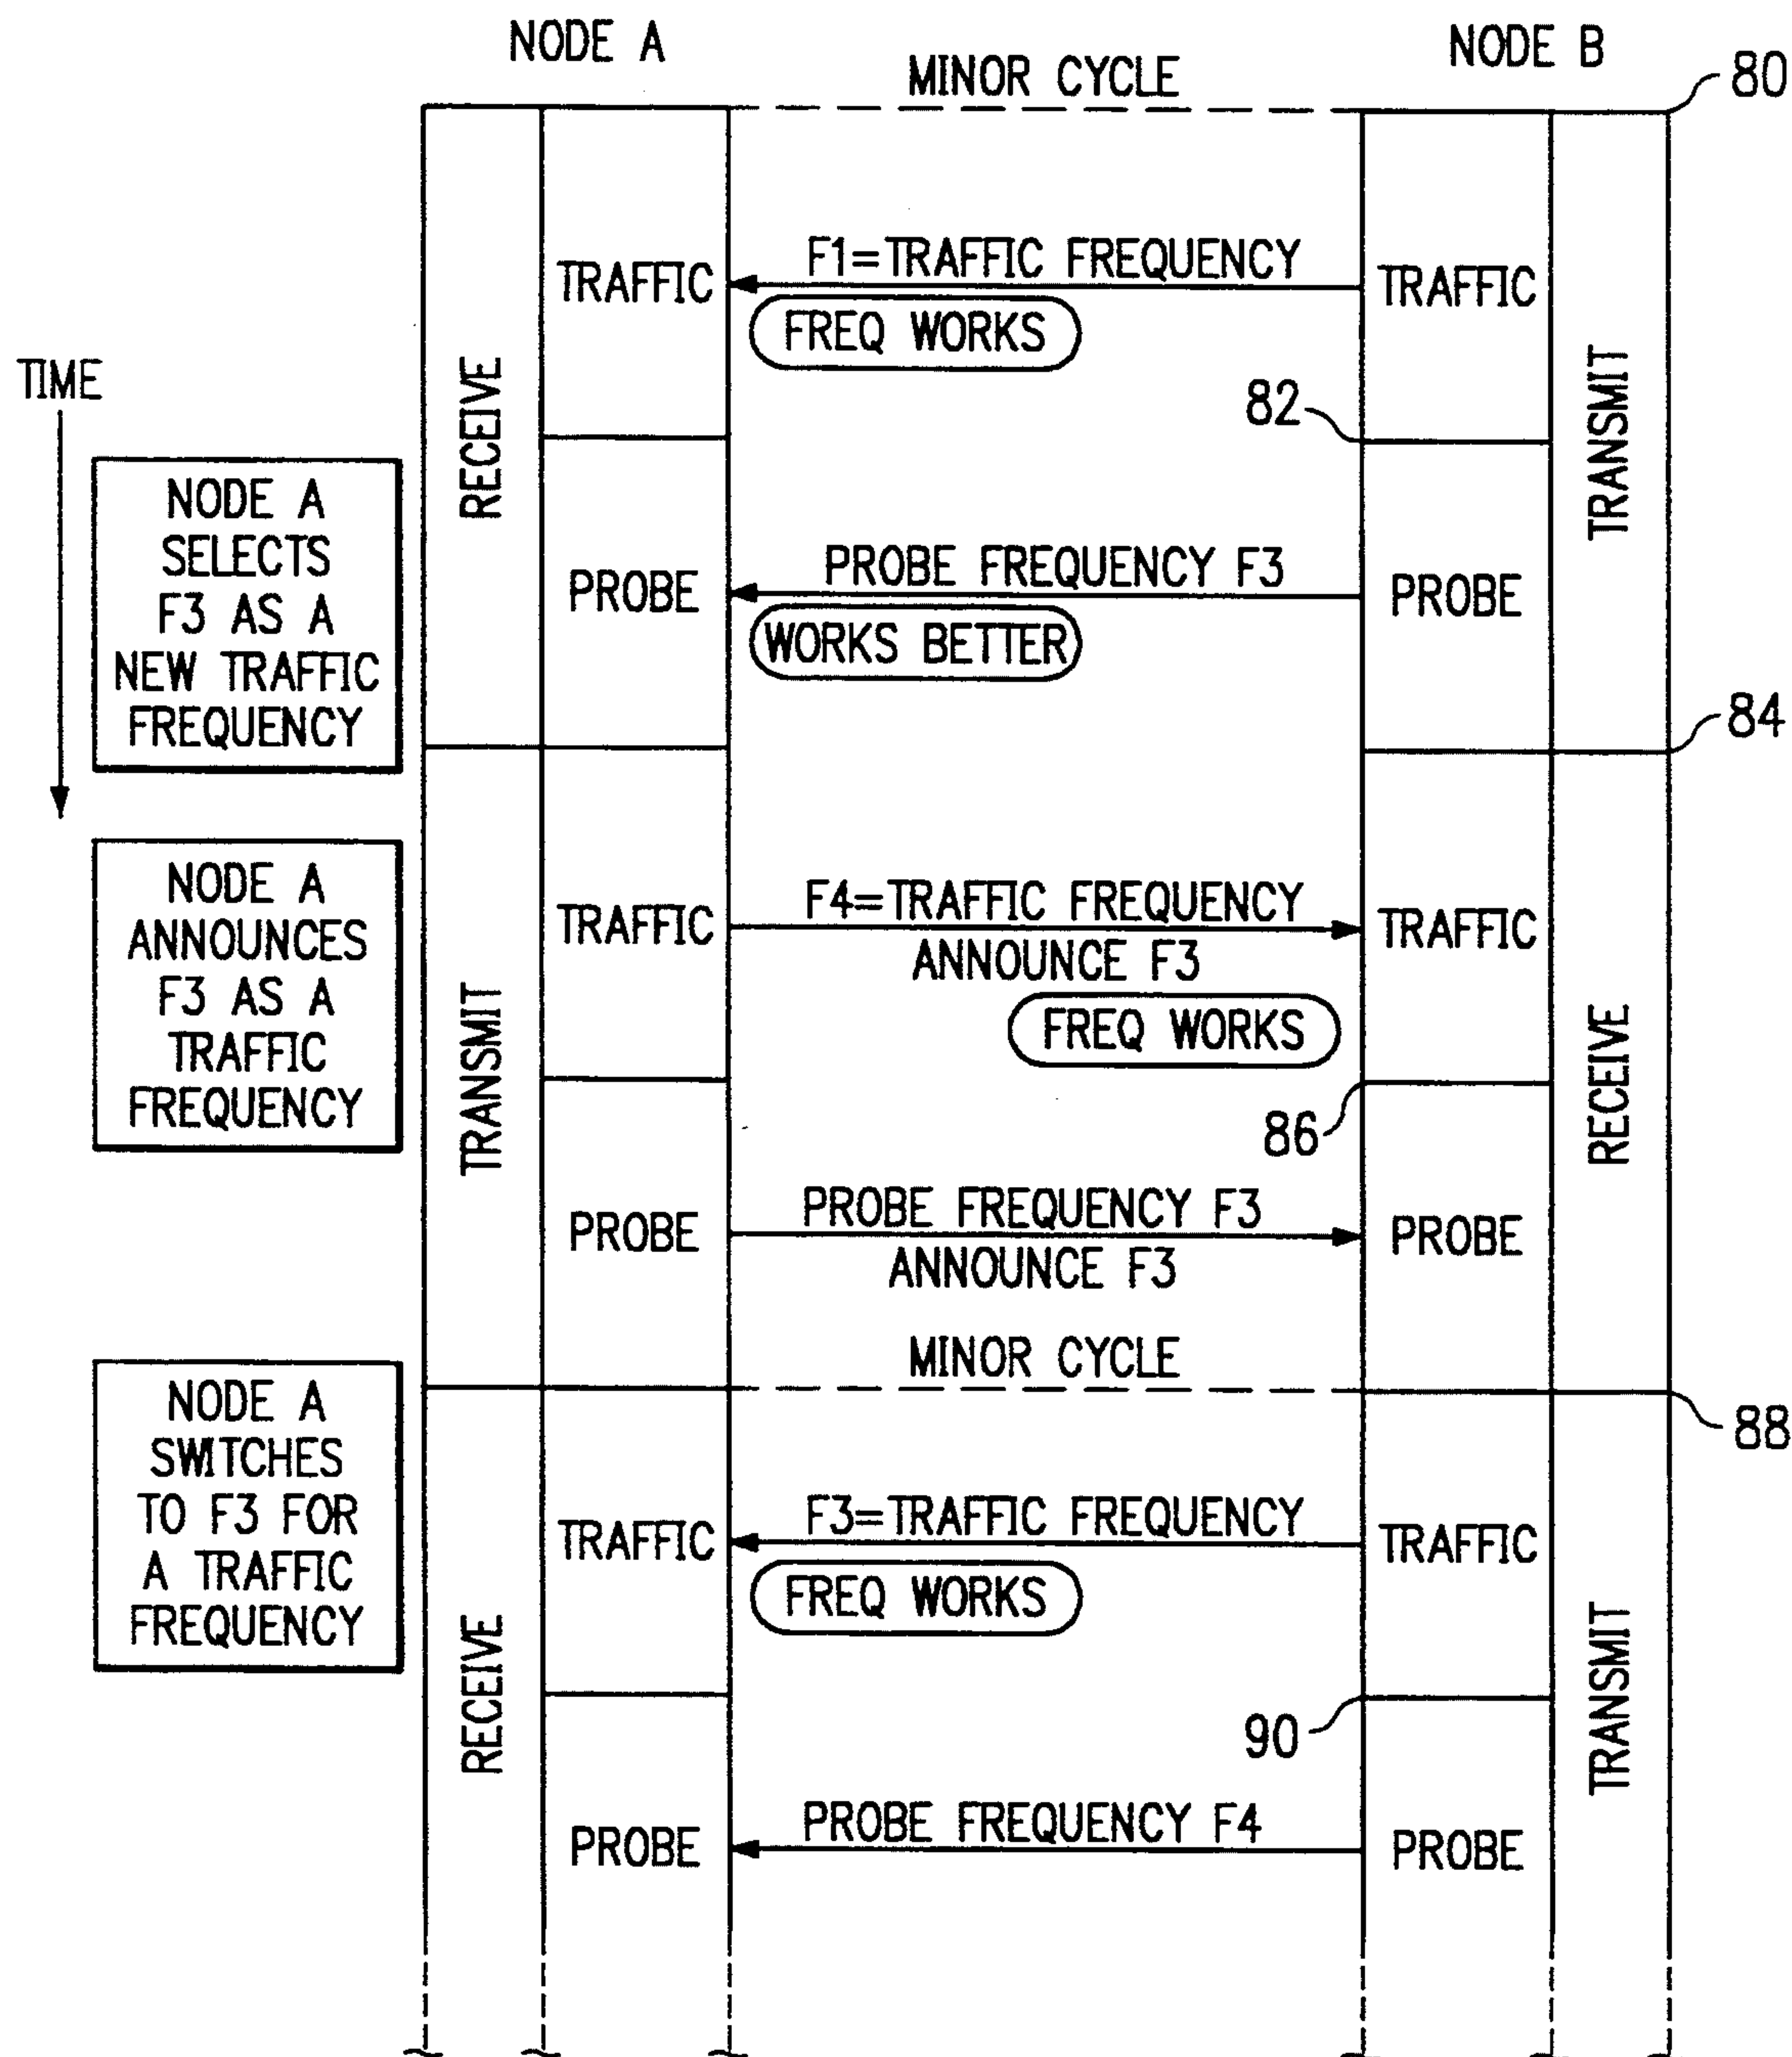 NODE A
NODE B
MINOR CYCLE
80
F1=TRAFFIC FREQUENCY
TRAFFIC
TRAFFIC
FREQ WORKS
TIME
RECEIVE
TRANSMIT
82
NODE A
SELECTS
F3 AS A
NEW TRAFFIC
FREQUENCY
PROBE FREQUENCY F3
PROBE
PROBE
WORKS BETTER
84
NODE A
ANNOUNCES
F3 AS A
TRAFFIC
FREQUENCY
F4=TRAFFIC FREQUENCY
TRAFFIC
TRAFFIC
ANNOUNCE F3
FREQ WORKS
TRANSMIT
RECEIVE
86
PROBE FREQUENCY F3
PROBE
PROBE
ANNOUNCE F3
MINOR CYCLE
88
NODE A
SWITCHES
TO F3 FOR
A TRAFFIC
FREQUENCY
F3=TRAFFIC FREQUENCY
TRAFFIC
TRAFFIC
FREQ WORKS
RECEIVE
TRANSMIT
90
PROBE FREQUENCY F4
PROBE
PROBE